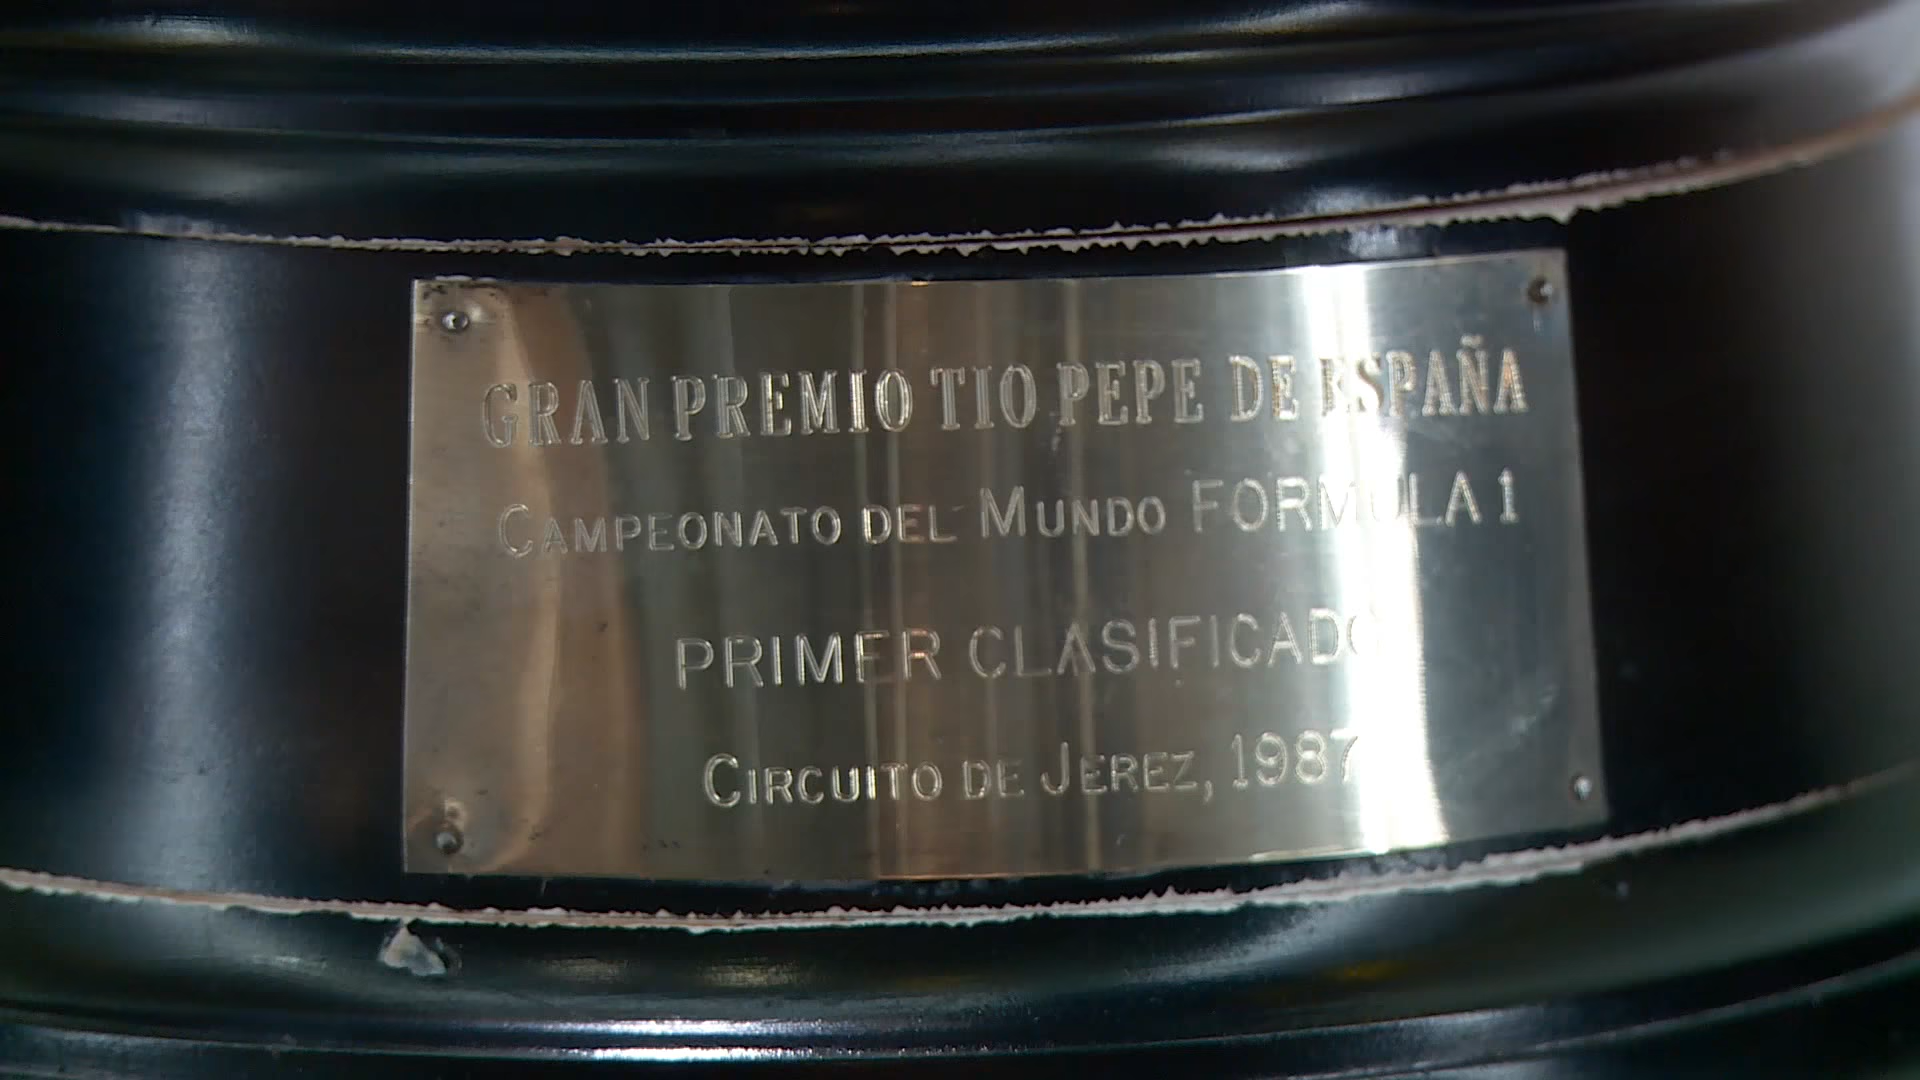 GRAN PREMIO TIO PEPE DE ESPAÑA
CAMPEONATO DEL MUNDO FORMULA 1
PRIMER CLASIFICADO
CIRCUITO DE JEREZ, 1987